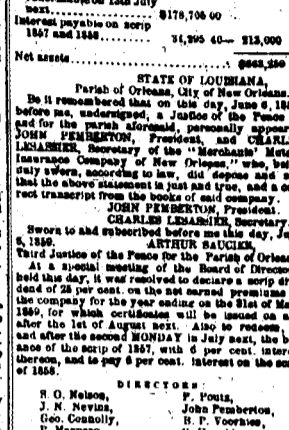 next $178,706 00
Interest payable on scrip
1857 and 1858 34,295 40— 213,000
Net assets
STATE OF LOUISIANA,
Parish of Orleans, City of New Orleans.
Be it remembered that on this day, June 6, 18
before me, undersigned, a Justice of the Peace
and for the parish aforesaid, personally appear
JOHN PEMBERTON, President, and CHARL
LESASSIER, Secretary of the "Merchants' Mut
Insurance Company of New Orleans," who, bei
duly sworn, according to law, did depose and s
that the above statement is just and true, and a co
rect transcript from the books of said company.
JOHN PEMBERTON, President.
CHARLES LESASSIER, Secretary.
Sworn to and subscribed before me this day, Ju
6, 1859. ARTHUR SAUCIER,
Third Justice of the Peace for the Parish of Orlea
At a special meeting of the Board of Directo
held this day, it was resolved to declare a scrip di
dend of 28 per cent. on the net earned premiums
the company for the year ending on the 31st of M
1859, for which certificates will be issued on a
after the 1st of August next. Also to redeem,
and after the second MONDAY in July next, the b
ance of the scrip of 1857, with 6 per cent. inter
thereon, and to pay 6 per cent. interest on the sc
of 1858.
DIRECTORS:
S. O. Nelson, P. Poutz,
J. N. Nevins, John Pemberton,
Geo. Connolly, B. P. Voorhies,